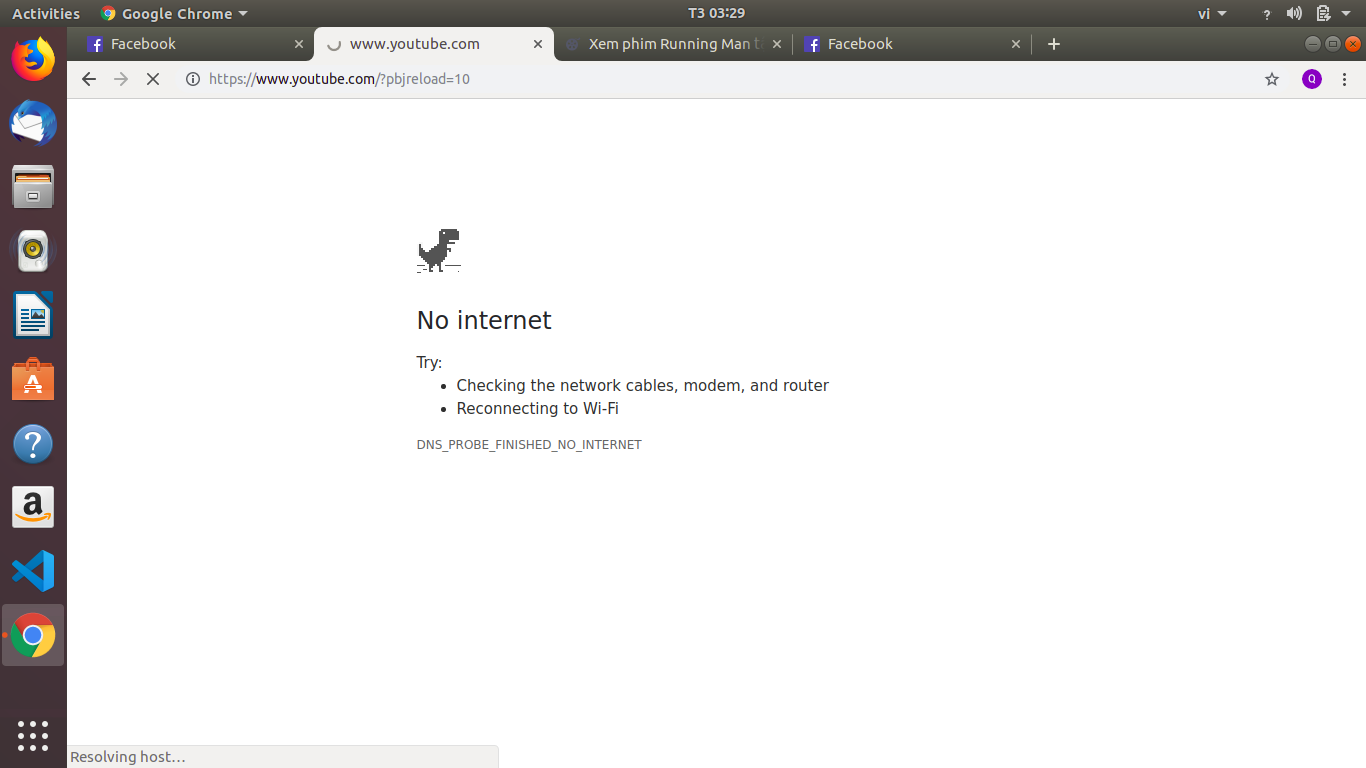 Activities Google Chrome T3 03:29 vi ?
Facebook www.youtube.com Xem phim Running Man Facebook
https://www.youtube.com/?pbjreload=10 Q
No internet
Try:
• Checking the network cables, modem, and router
• Reconnecting to Wi-Fi
DNS_PROBE_FINISHED_NO_INTERNET
Resolving host…